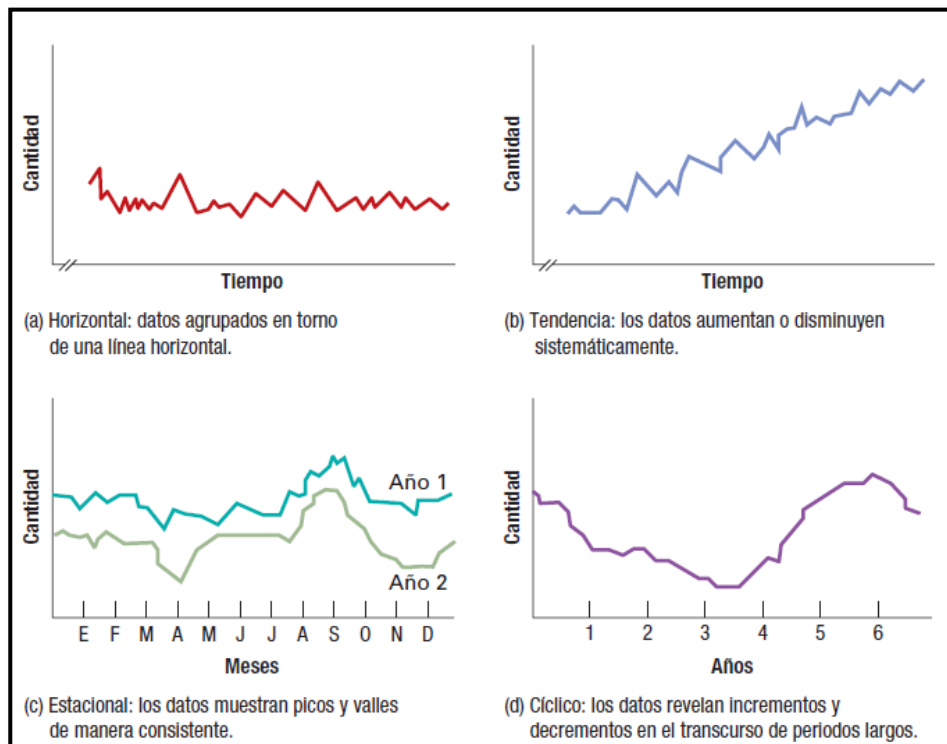 Cantidad
Tiempo
(a) Horizontal: datos agrupados en torno
de una línea horizontal.
Cantidad
Tiempo
(b) Tendencia: los datos aumentan o disminuyen
sistemáticamente.
Cantidad
Año 1
Año 2
E F M A M J J A S O N D
Meses
(c) Estacional: los datos muestran picos y valles
de manera consistente.
Cantidad
1 2 3 4 5 6
Años
(d) Cíclico: los datos revelan incrementos y
decrementos en el transcurso de periodos largos.